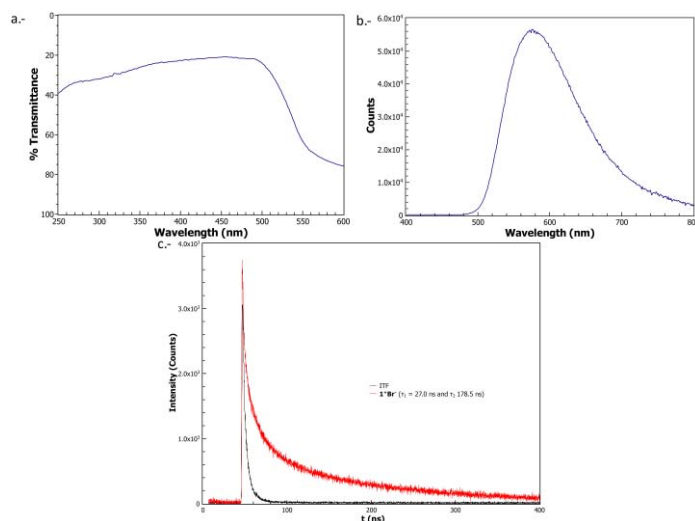 a.-
0
20
40
60
80
100
% Transmittance
250 300 350 400 450 500 550 600
Wavelength (nm)
b.-
6.0x10⁴
5.0x10⁴
4.0x10⁴
3.0x10⁴
2.0x10⁴
1.0x10⁴
0
Counts
400 500 600 700 800
Wavelength (nm)
c.-
4.0x10³
3.0x10³
2.0x10³
1.0x10³
0
Intensity (Counts)
ITF
1⁺Br⁻ (τ₁ = 27.0 ns and τ₂ 178.5 ns)
0 100 200 300 400
t (ns)